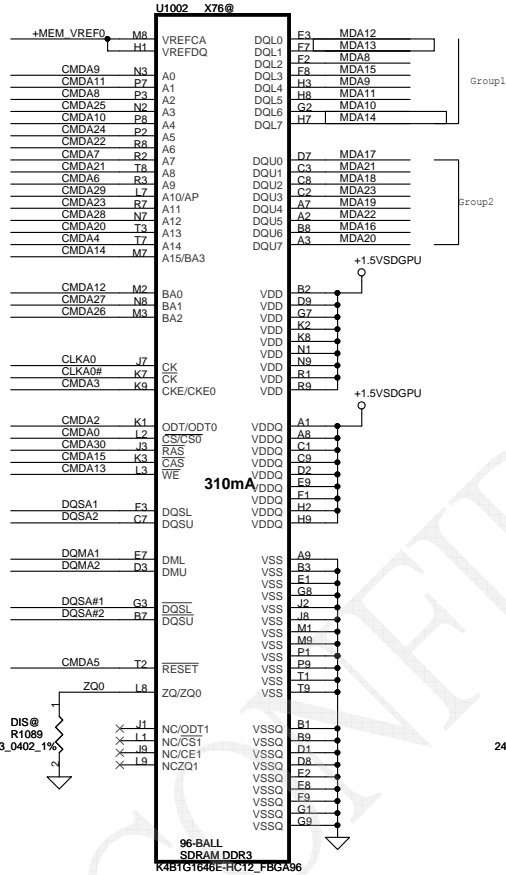 U1002 X76@
+MEM_VREF0 M8 VREFCA
H1 VREFDQ
CMDA9 N3 A0
CMDA11 P7 A1
CMDA8 P3 A2
CMDA25 N2 A3
CMDA10 P8 A4
CMDA24 P2 A5
CMDA22 R8 A6
CMDA7 R2 A7
CMDA21 T8 A8
CMDA6 R3 A9
CMDA29 L7 A10/AP
CMDA23 R7 A11
CMDA28 N7 A12
CMDA20 T3 A13
CMDA4 T7 A14
CMDA14 M7 A15/BA3
CMDA12 M2 BA0
CMDA27 N8 BA1
CMDA26 M3 BA2
CLKA0 J7 CK
CLKA0# K7 CK
CMDA3 K9 CKE/CKE0
CMDA2 K1 ODT/ODT0
CMDA0 L2 CS/CS0
CMDA30 J3 RAS
CMDA15 K3 CAS
CMDA13 L3 WE
310mA
DQSA1 F3 DQSL
DQSA2 C7 DQSU
DQMA1 E7 DML
DQMA2 D3 DMU
DQSA#1 G3 DQSL
DQSA#2 B7 DQSU
CMDA5 T2 RESET
ZQ0 L8 ZQ/ZQ0
1
DIS@
R1089
3_0402_1%
2
J1 NC/ODT1
L1 NC/CS1
J9 NC/CE1
L9 NCZQ1
DQL0 E3 MDA12
DQL1 F7 MDA13
DQL2 F2 MDA8
DQL3 F8 MDA15
DQL4 H3 MDA9
DQL5 H8 MDA11
DQL6 G2 MDA10
DQL7 H7 MDA14
Group1
DQU0 D7 MDA17
DQU1 C3 MDA21
DQU2 C8 MDA18
DQU3 C2 MDA23
DQU4 A7 MDA19
DQU5 A2 MDA22
DQU6 B8 MDA16
DQU7 A3 MDA20
Group2
+1.5VSDGPU
VDD B2
VDD D9
VDD G7
VDD K2
VDD K8
VDD N1
VDD N9
VDD R1
VDD R9
+1.5VSDGPU
VDDQ A1
VDDQ A8
VDDQ C1
VDDQ C9
VDDQ D2
VDDQ E9
VDDQ F1
VDDQ H2
VDDQ H9
VSS A9
VSS B3
VSS E1
VSS G8
VSS J2
VSS J8
VSS M1
VSS M9
VSS P1
VSS P9
VSS T1
VSS T9
VSSQ B1
VSSQ B9
VSSQ D1
VSSQ D8
VSSQ E2
VSSQ E8
VSSQ F9
VSSQ G1
VSSQ G9
24
96-BALL
SDRAM DDR3
K4B1G1646E-HC12_FBGA96